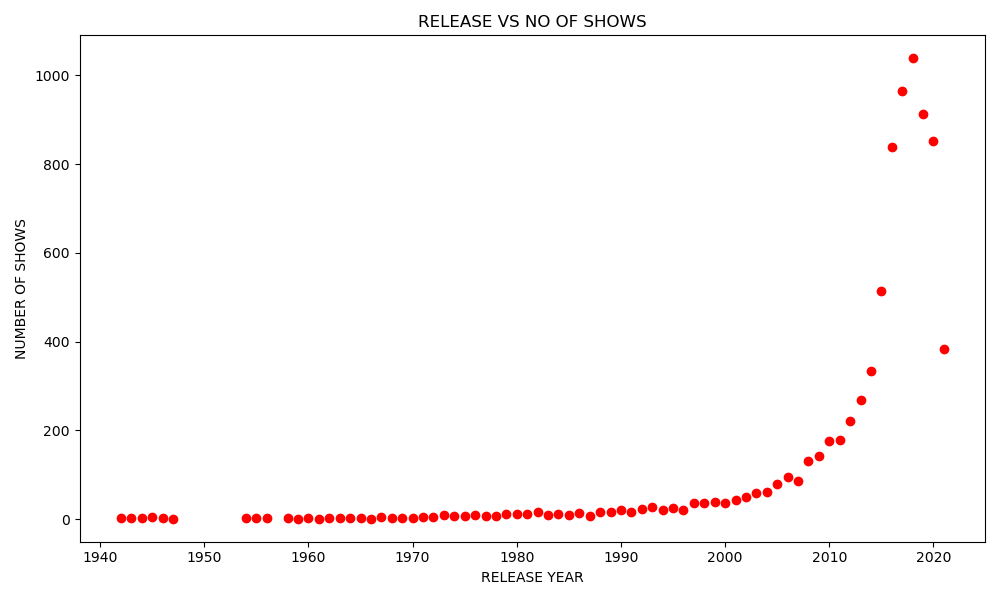 RELEASE VS NO OF SHOWS
1000
800
600
400
200
0
NUMBER OF SHOWS
1940 1950 1960 1970 1980 1990 2000 2010 2020
RELEASE YEAR